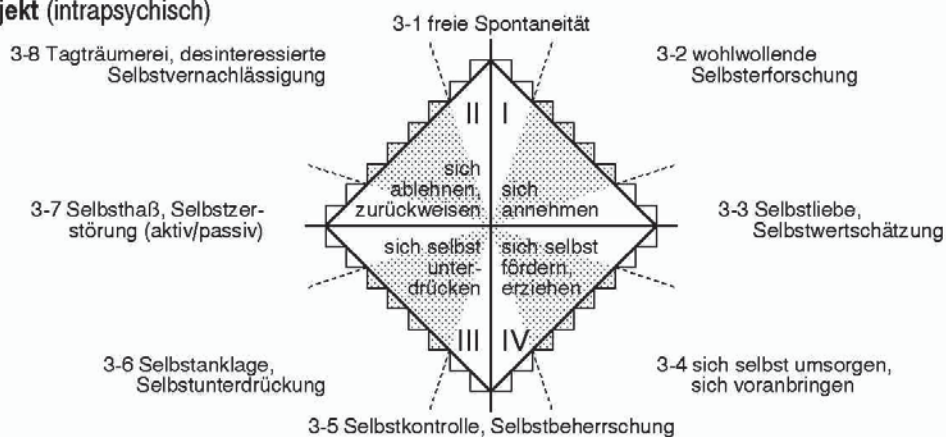 jekt (intrapsychisch)
3-1 freie Spontaneität
3-8 Tagträumerei, desinteressierte
Selbstvernachlässigung
3-2 wohlwollende
Selbsterforschung
II
I
sich
ablehnen,
zurückweisen
sich
annehmen
3-7 Selbsthaß, Selbstzer-
störung (aktiv/passiv)
3-3 Selbstliebe,
Selbstwertschätzung
sich selbst
unter-
drücken
sich selbst
fördern,
erziehen
III
IV
3-6 Selbstanklage,
Selbstunterdrückung
3-4 sich selbst umsorgen,
sich voranbringen
3-5 Selbstkontrolle, Selbstbeherrschung